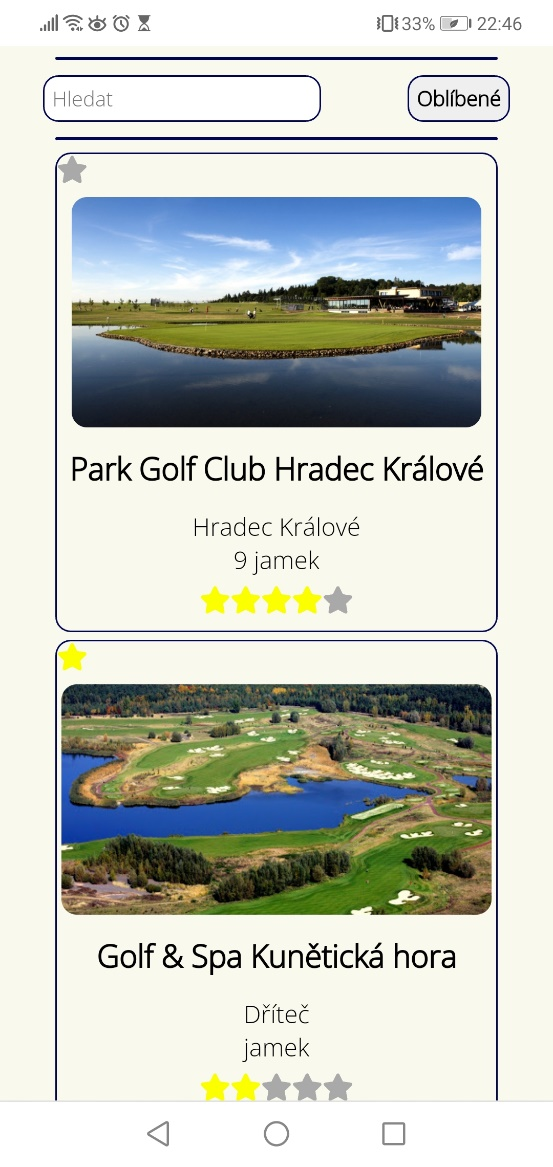 33% 22:46
Hledat
Oblíbené
Park Golf Club Hradec Králové
Hradec Králové
9 jamek
Golf & Spa Kunětická hora
Dříteč
jamek